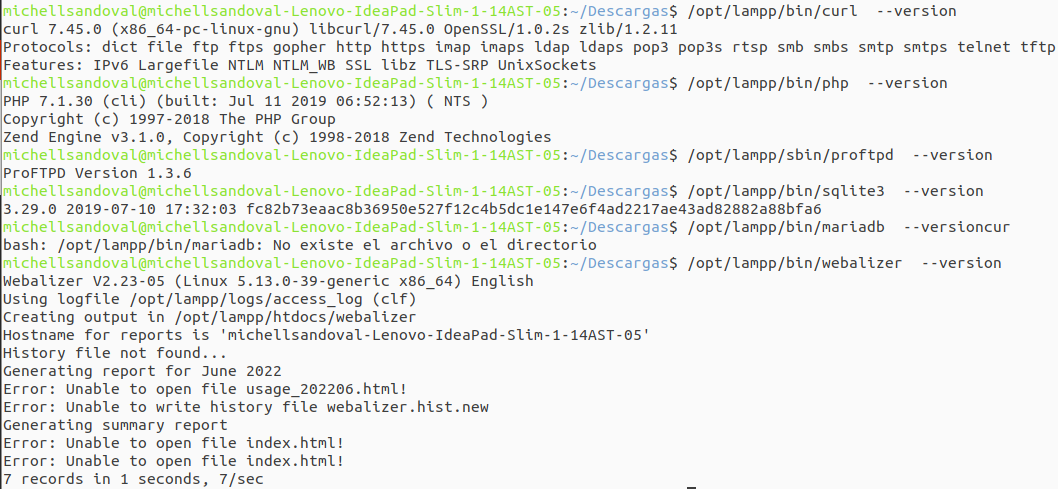 michellsandoval@michellsandoval-Lenovo-IdeaPad-Slim-1-14AST-05:~/Descargas$ /opt/lampp/bin/curl  --version
curl 7.45.0 (x86_64-pc-linux-gnu) libcurl/7.45.0 OpenSSL/1.0.2s zlib/1.2.11
Protocols: dict file ftp ftps gopher http https imap imaps ldap ldaps pop3 pop3s rtsp smb smbs smtp smtps telnet tftp
Features: IPv6 Largefile NTLM NTLM_WB SSL libz TLS-SRP UnixSockets
michellsandoval@michellsandoval-Lenovo-IdeaPad-Slim-1-14AST-05:~/Descargas$ /opt/lampp/bin/php  --version
PHP 7.1.30 (cli) (built: Jul 11 2019 06:52:13) ( NTS )
Copyright (c) 1997-2018 The PHP Group
Zend Engine v3.1.0, Copyright (c) 1998-2018 Zend Technologies
michellsandoval@michellsandoval-Lenovo-IdeaPad-Slim-1-14AST-05:~/Descargas$ /opt/lampp/sbin/proftpd  --version
ProFTPD Version 1.3.6
michellsandoval@michellsandoval-Lenovo-IdeaPad-Slim-1-14AST-05:~/Descargas$ /opt/lampp/bin/sqlite3  --version
3.29.0 2019-07-10 17:32:03 fc82b73eaac8b36950e527f12c4b5dc1e147e6f4ad2217ae43ad82882a88bfa6
michellsandoval@michellsandoval-Lenovo-IdeaPad-Slim-1-14AST-05:~/Descargas$ /opt/lampp/bin/mariadb  --versioncur
bash: /opt/lampp/bin/mariadb: No existe el archivo o el directorio
michellsandoval@michellsandoval-Lenovo-IdeaPad-Slim-1-14AST-05:~/Descargas$ /opt/lampp/bin/webalizer  --version
Webalizer V2.23-05 (Linux 5.13.0-39-generic x86_64) English
Using logfile /opt/lampp/logs/access_log (clf)
Creating output in /opt/lampp/htdocs/webalizer
Hostname for reports is 'michellsandoval-Lenovo-IdeaPad-Slim-1-14AST-05'
History file not found...
Generating report for June 2022
Error: Unable to open file usage_202206.html!
Error: Unable to write history file webalizer.hist.new
Generating summary report
Error: Unable to open file index.html!
Error: Unable to open file index.html!
7 records in 1 seconds, 7/sec